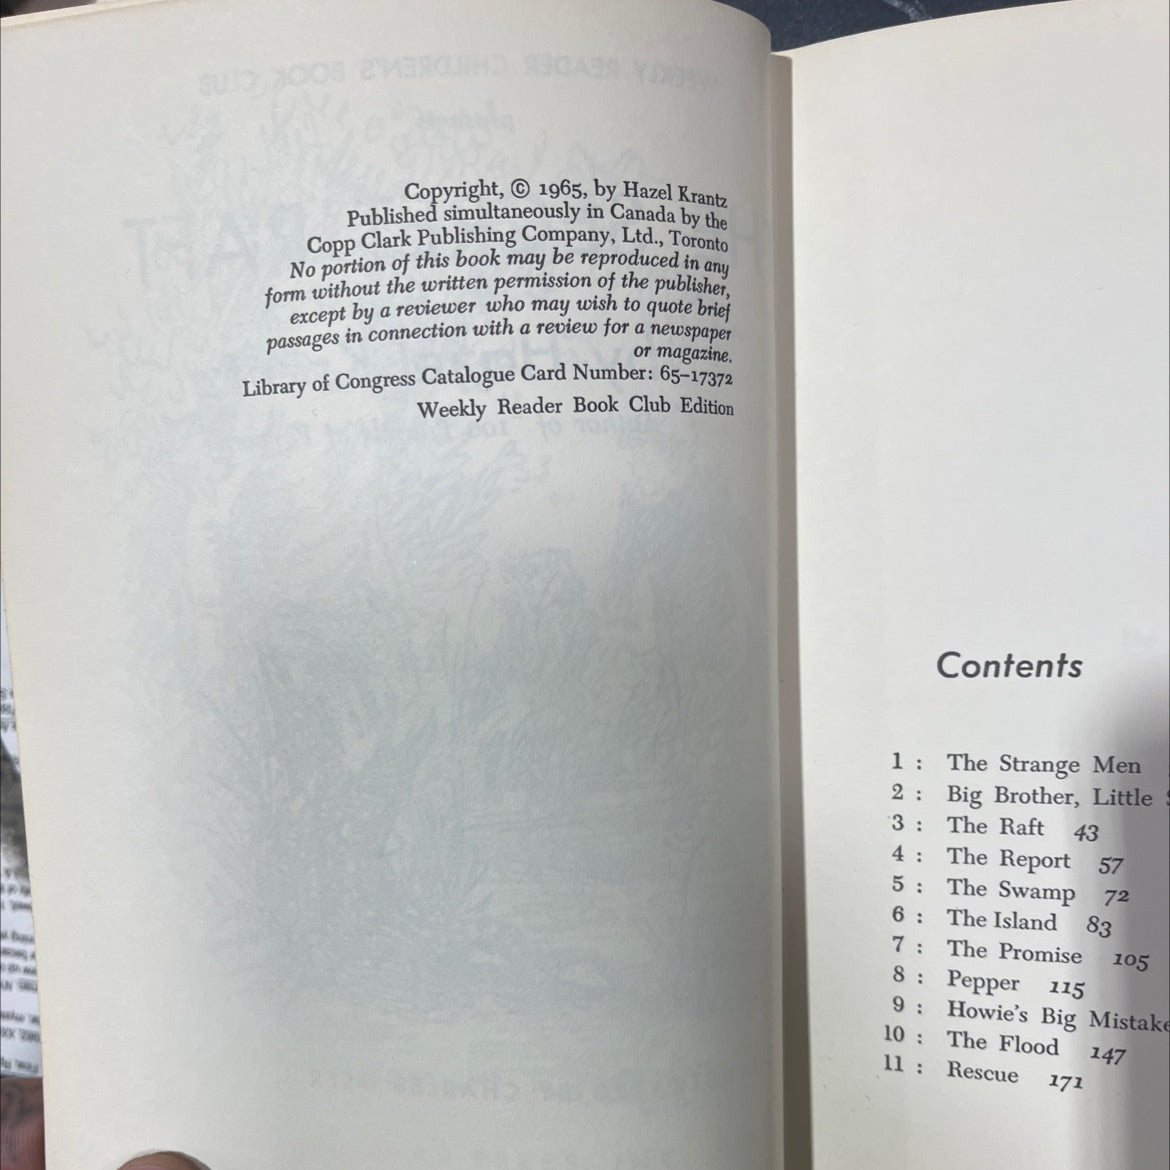 Copyright, © 1965, by Hazel Krantz
Published simultaneously in Canada by the
Copp Clark Publishing Company, Ltd., Toronto
No portion of this book may be reproduced in any
form without the written permission of the publisher,
except by a reviewer who may wish to quote brief
passages in connection with a review for a newspaper
or magazine.
Library of Congress Catalogue Card Number: 65-17372
Weekly Reader Book Club Edition
Contents
1 : The Strange Men
2 : Big Brother, Little
3 : The Raft 43
4 : The Report 57
5 : The Swamp 72
6 : The Island 83
7 : The Promise 105
8 : Pepper 115
9 : Howie's Big Mistake
10 : The Flood 147
11 : Rescue 171